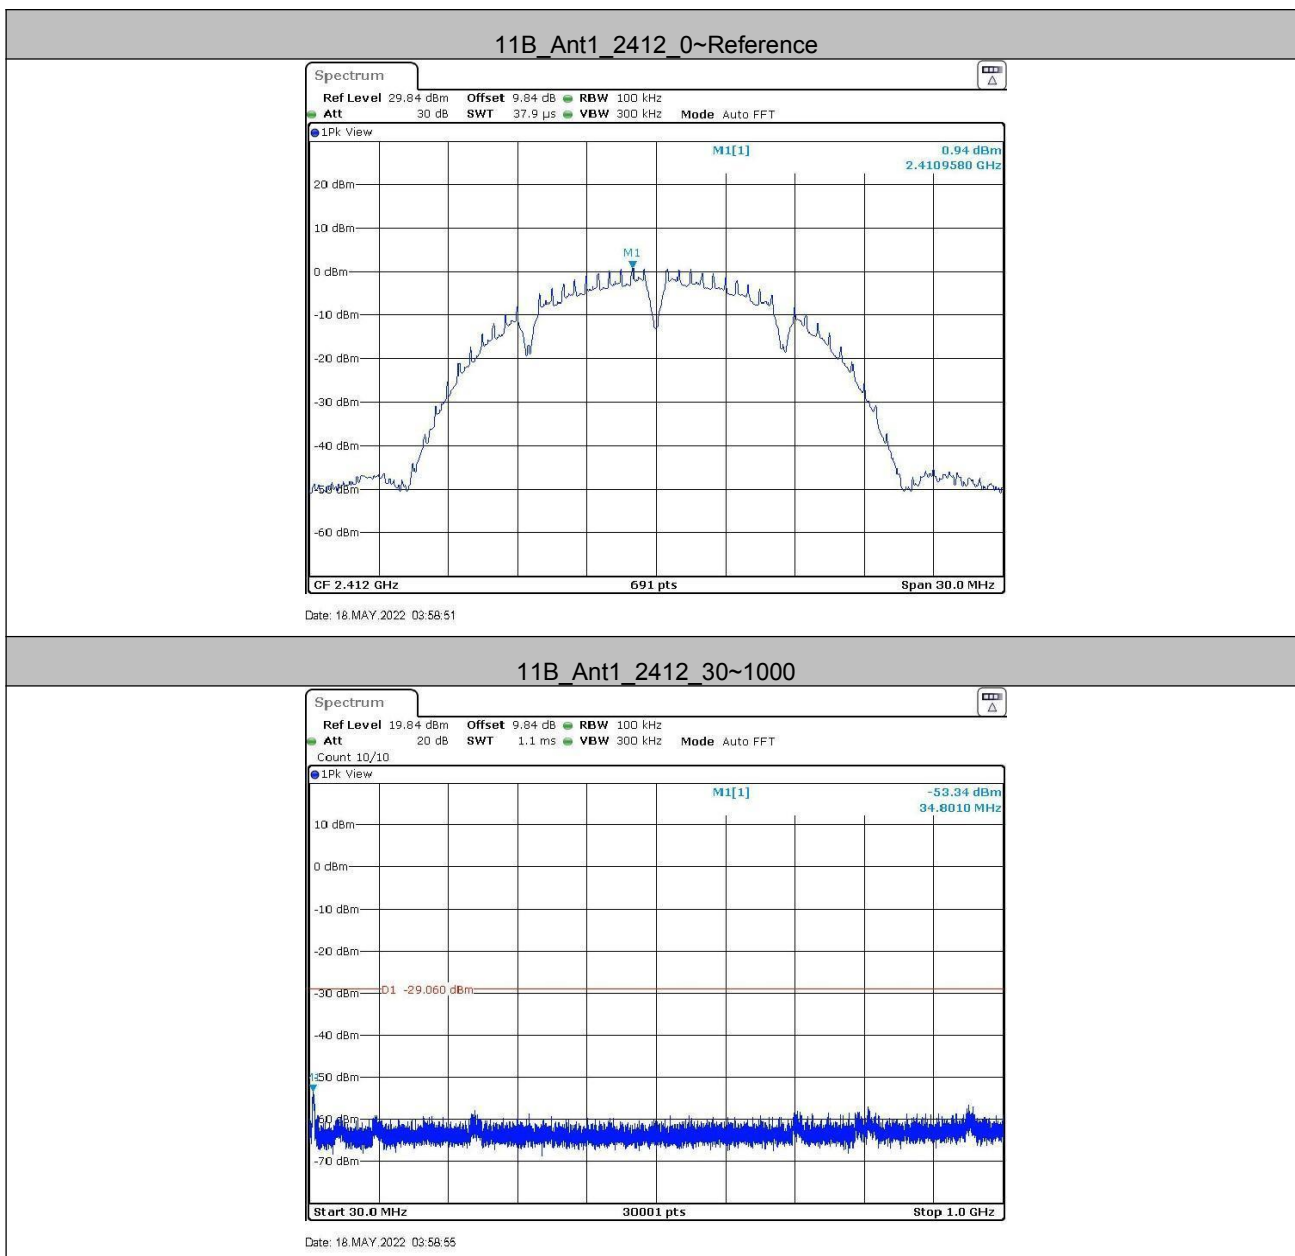 11B_Ant1_2412_0~Reference
Spectrum
Ref Level 29.84 dBm Offset 9.84 dB RBW 100 kHz
Att 30 dB SWT 37.9 µs VBW 300 kHz Mode Auto FFT
1Pk View
M1[1] 0.94 dBm
2.4109580 GHz
20 dBm
10 dBm
M1
0 dBm
-10 dBm
-20 dBm
-30 dBm
-40 dBm
-50 dBm
-60 dBm
CF 2.412 GHz 691 pts Span 30.0 MHz
Date: 18.MAY.2022 03:58:51
11B_Ant1_2412_30~1000
Spectrum
Ref Level 19.84 dBm Offset 9.84 dB RBW 100 kHz
Att 20 dB SWT 1.1 ms VBW 300 kHz Mode Auto FFT
Count 10/10
1Pk View
M1[1] -53.34 dBm
34.8010 MHz
10 dBm
0 dBm
-10 dBm
-20 dBm
-30 dBm D1 -29.060 dBm
-40 dBm
-50 dBm
-60 dBm
-70 dBm
Start 30.0 MHz 30001 pts Stop 1.0 GHz
Date: 18.MAY.2022 03:58:55